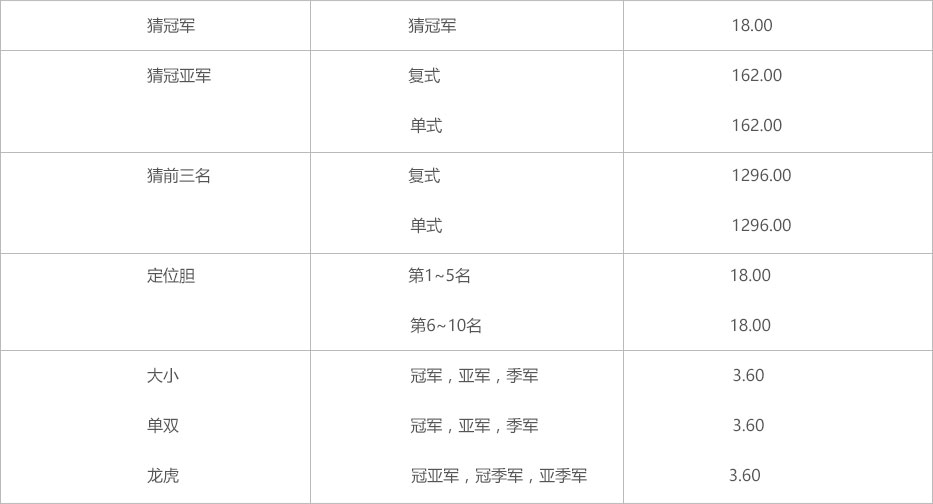 猜冠军 猜冠军 18.00
猜冠亚军 复式 162.00
单式 162.00
猜前三名 复式 1296.00
单式 1296.00
定位胆 第1~5名 18.00
第6~10名 18.00
大小 冠军，亚军，季军 3.60
单双 冠军，亚军，季军 3.60
龙虎 冠亚军，冠季军，亚季军 3.60